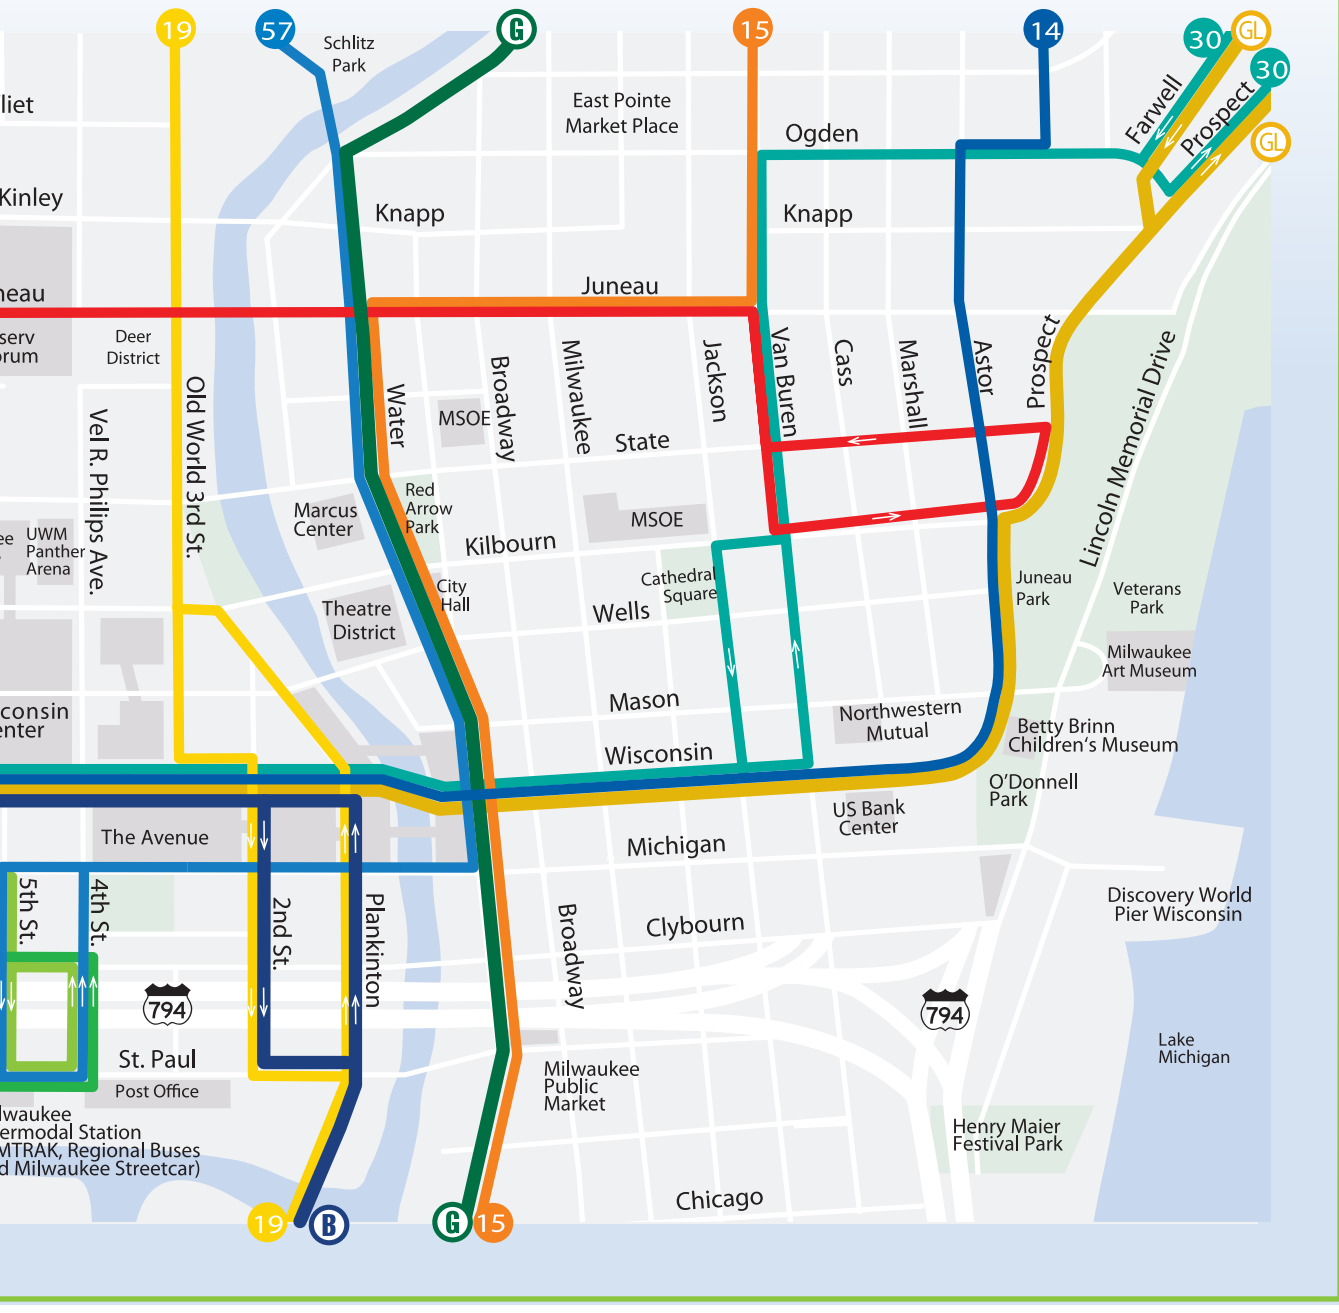 19
57
G
15
14
30
GL
30
GL
Schlitz
Park
liet
East Pointe
Market Place
Ogden
Farwell
Prospect
Kinley
Knapp
Knapp
neau
Juneau
serv
orum
Deer
District
Old World 3rd St.
Vel R. Philips Ave.
Water
Broadway
Milwaukee
Jackson
Van Buren
Cass
Marshall
Astor
Prospect
Lincoln Memorial Drive
MSOE
State
Red
Arrow
Park
Marcus
Center
MSOE
Kilbourn
ee
UWM
Panther
Arena
City
Hall
Cathedral
Square
Juneau
Park
Veterans
Park
Theatre
District
Wells
Milwaukee
Art Museum
consin
enter
Mason
Northwestern
Mutual
Betty Brinn
Children's Museum
Wisconsin
O'Donnell
Park
US Bank
Center
The Avenue
Michigan
5th St.
4th St.
2nd St.
Plankinton
Broadway
Clybourn
Discovery World
Pier Wisconsin
794
794
St. Paul
Post Office
Lake
Michigan
Milwaukee
Public
Market
lwaukee
ermodal Station
MTRAK, Regional Buses
d Milwaukee Streetcar)
Henry Maier
Festival Park
Chicago
19
B
G
15